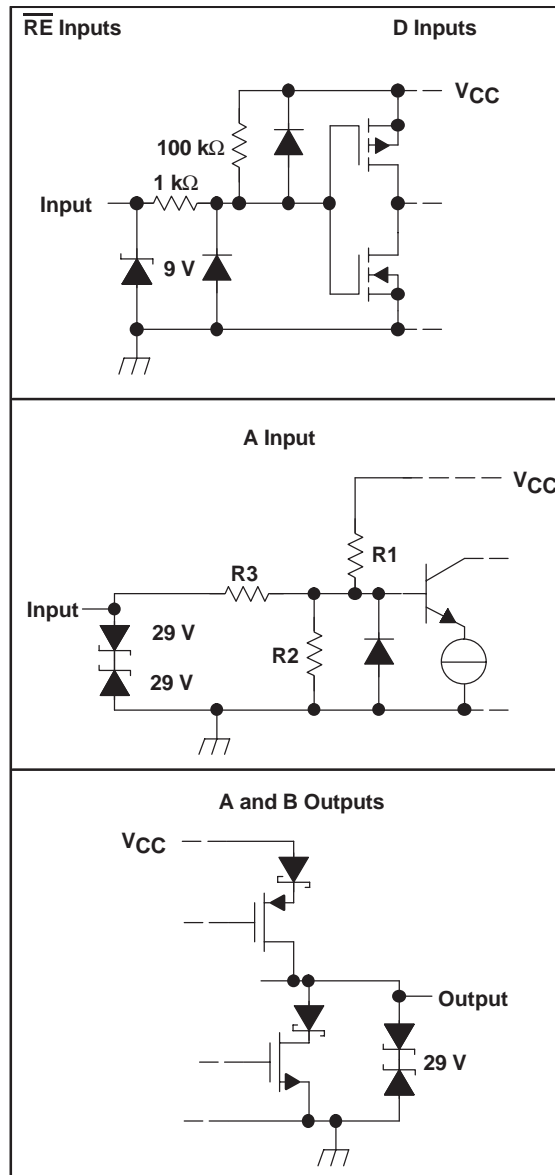 R̅E̅ Inputs
D Inputs
VCC
100 kΩ
1 kΩ
Input
9 V
A Input
VCC
R1
R3
Input
29 V
R2
29 V
A and B Outputs
VCC
Output
29 V